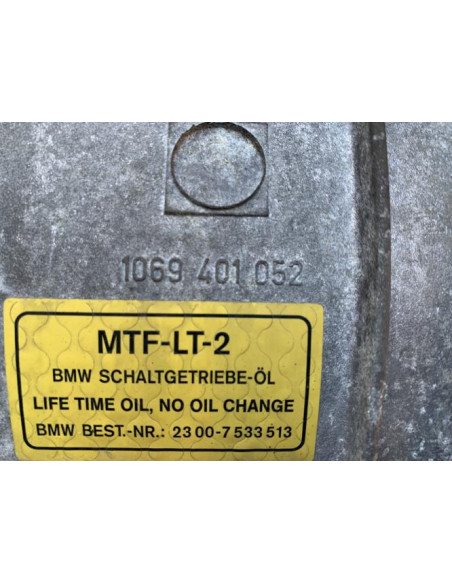 1069 401 052
MTF-LT-2
BMW SCHALTGETRIEBE-ÖL
LIFE TIME OIL, NO OIL CHANGE
BMW BEST.-NR.: 23 00-7 533 513